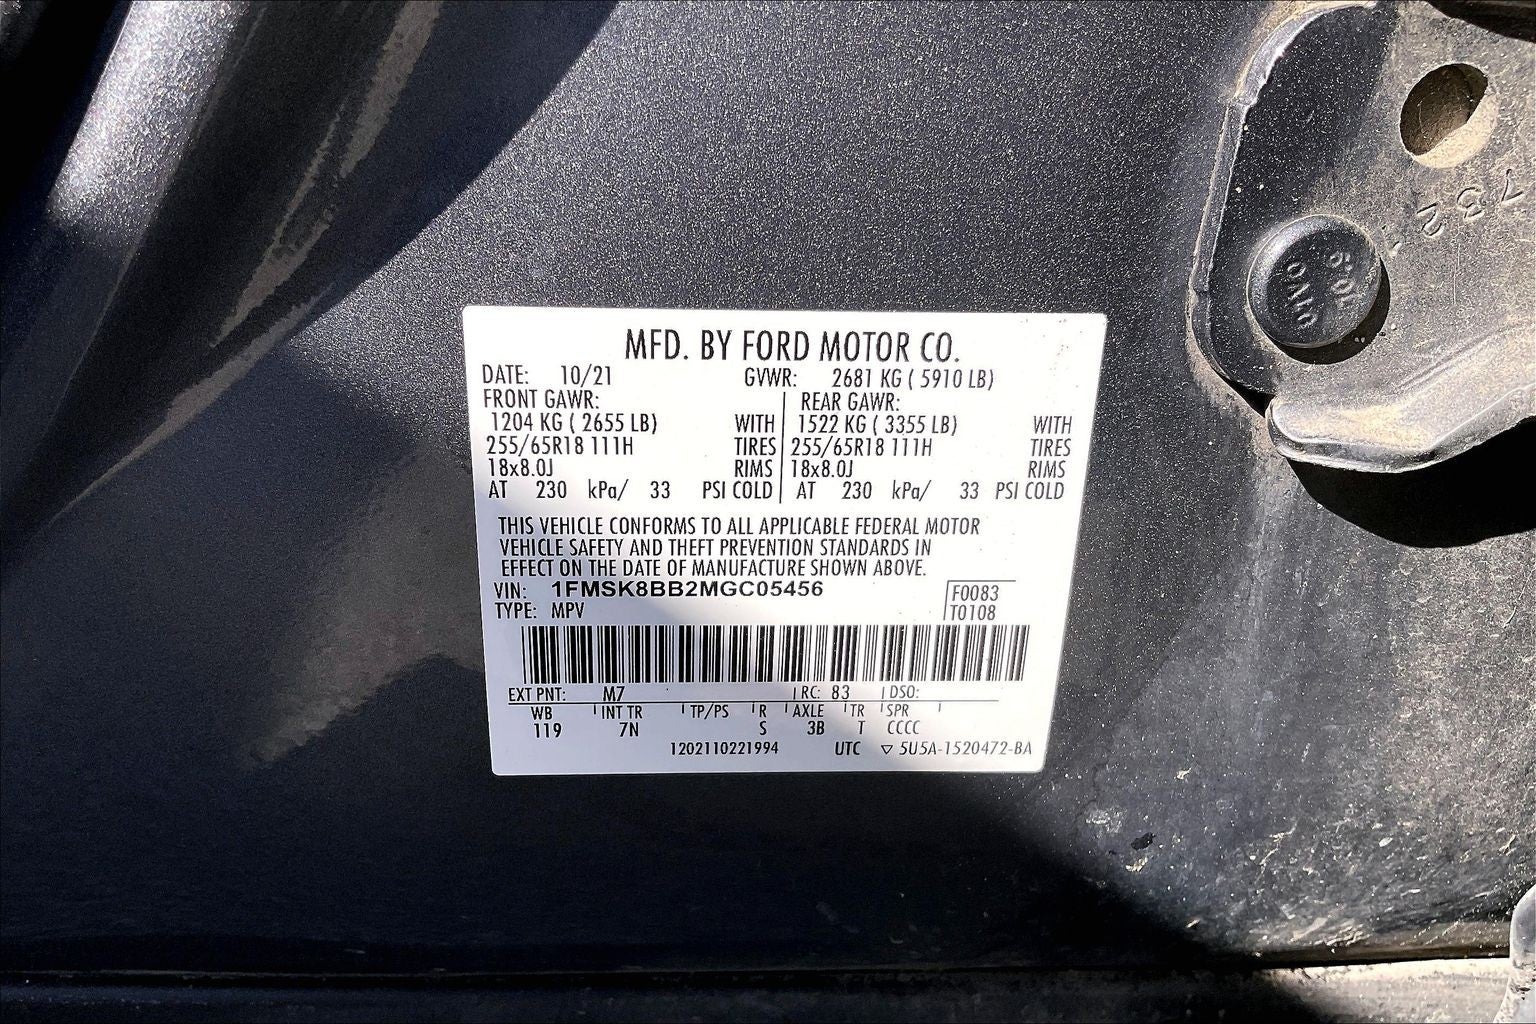 MFD. BY FORD MOTOR CO.
DATE: 10/21 GVWR: 2681 KG ( 5910 LB)
FRONT GAWR: REAR GAWR:
1204 KG ( 2655 LB) WITH 1522 KG ( 3355 LB) WITH
255/65R18 111H TIRES 255/65R18 111H TIRES
18x8.0J RIMS 18x8.0J RIMS
AT 230 kPa/ 33 PSI COLD AT 230 kPa/ 33 PSI COLD
THIS VEHICLE CONFORMS TO ALL APPLICABLE FEDERAL MOTOR
VEHICLE SAFETY AND THEFT PREVENTION STANDARDS IN
EFFECT ON THE DATE OF MANUFACTURE SHOWN ABOVE.
VIN: 1FMSK8BB2MGC05456 F0083
TYPE: MPV T0108
EXT PNT: M7 RC: 83 DSO:
WB INT TR TP/PS R AXLE TR SPR
119 7N S 3B T CCCC
1202110221994 UTC ▽ 5U5A-1520472-BA
732